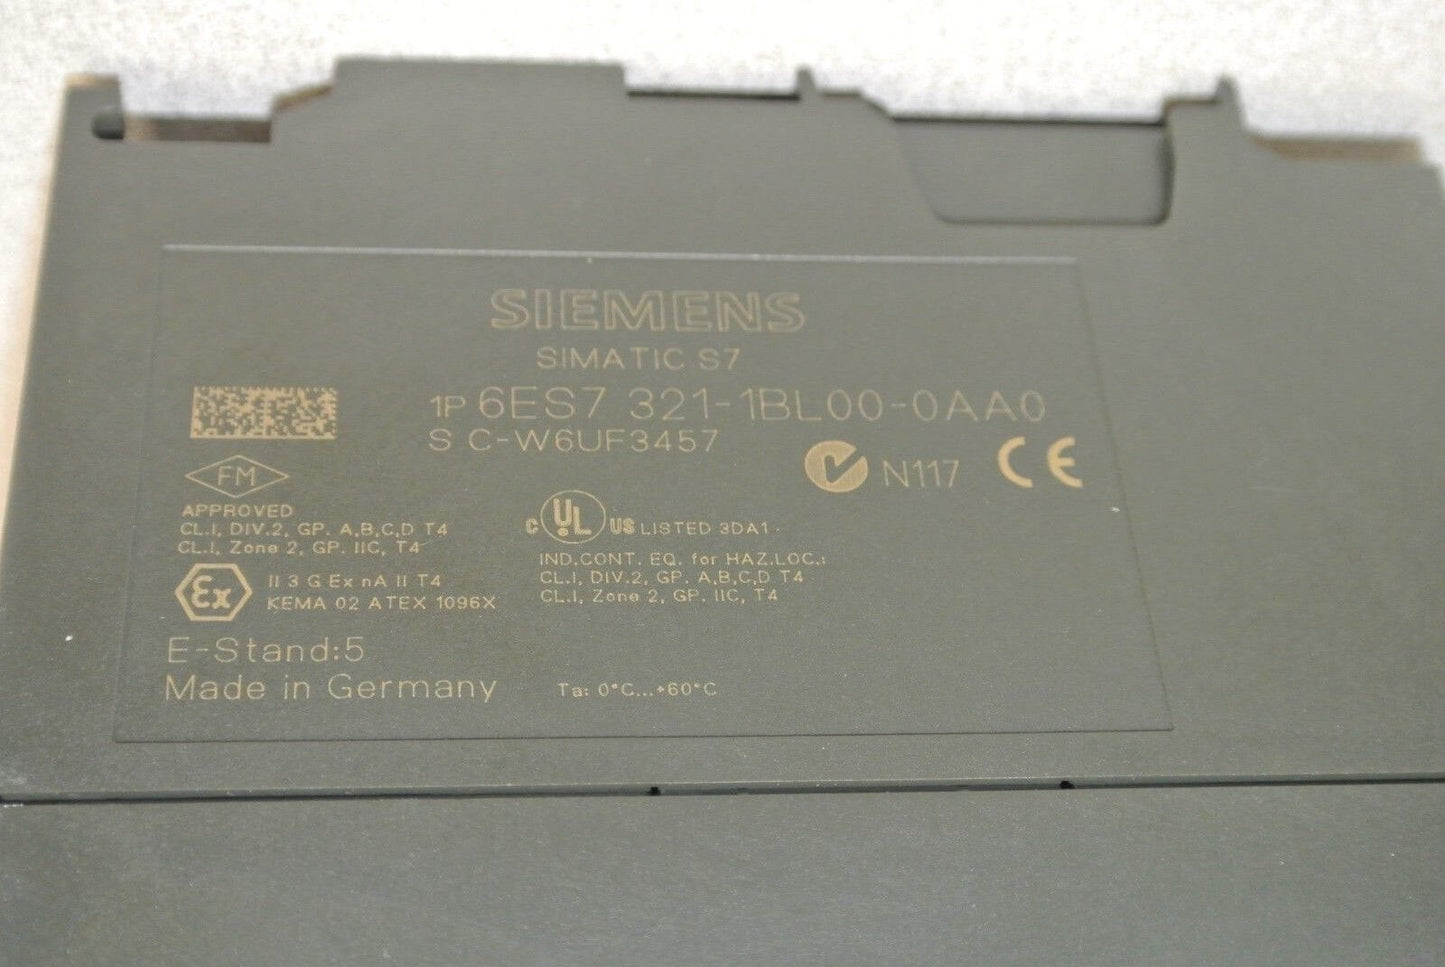 SIEMENS
SIMATIC S7
1P 6ES7 321-1BL00-0AA0
S C-W6UF3457
N117 CE
FM
APPROVED
CL.I, DIV.2, GP. A,B,C,D T4
CL.I, Zone 2, GP. IIC, T4
Ex
II 3 G Ex nA II T4
KEMA 02 ATEX 1096X
C UL US LISTED 3DA1
IND.CONT. EQ. for HAZ.LOC.:
CL.I, DIV.2, GP. A,B,C,D T4
CL.I, Zone 2, GP. IIC, T4
E-Stand:5
Made in Germany
Ta: 0°C...+60°C